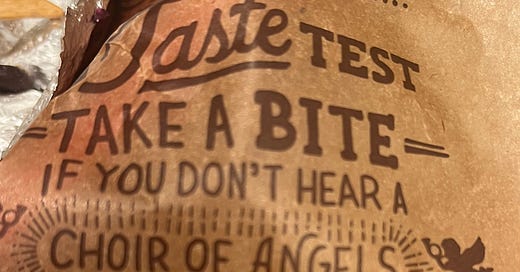 Taste TEST
TAKE A BITE
IF YOU DON'T HEAR A
CHOIR OF ANGELS